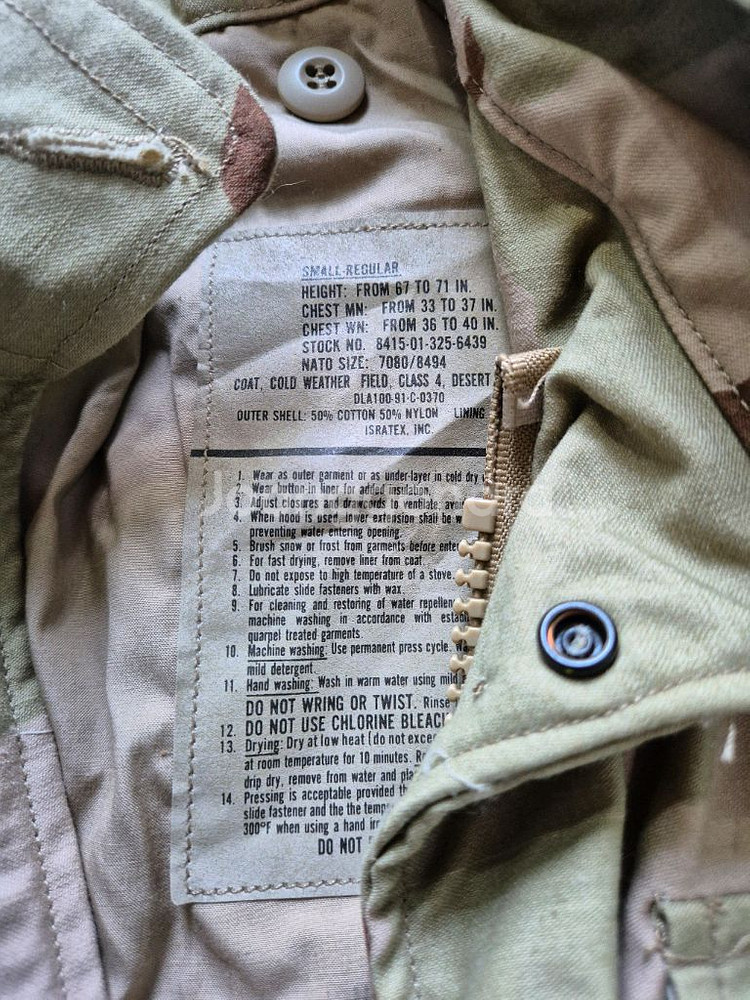 SMALL-REGULAR
HEIGHT: FROM 67 TO 71 IN.
CHEST MN: FROM 33 TO 37 IN.
CHEST WN: FROM 36 TO 40 IN.
STOCK NO. 8415-01-325-6439
NATO SIZE: 7080/8494
COAT, COLD WEATHER FIELD, CLASS 4, DESERT
DLA100-91-C-0370
OUTER SHELL: 50% COTTON 50% NYLON LINING
ISRATEX, INC.
1. Wear as outer garment or as under-layer in cold dry
2. Wear button-in liner for added insulation.
3. Adjust closures and drawcords to ventilate,
4. When hood is used, lower extension shall be
preventing water entering opening.
5. Brush snow or frost from garments before
6. For fast drying, remove liner from coat.
7. Do not expose to high temperature of a stove.
8. Lubricate slide fasteners with wax.
9. For cleaning and restoring of water
machine washing in accordance with
quarpel treated garments.
10. Machine washing: Use permanent press cycle.
mild detergent.
11. Hand washing: Wash in warm water using mild
DO NOT WRING OR TWIST. Rinse
12. DO NOT USE CHLORINE
13. Drying: Dry at low heat (do not
at room temperature for 10 minutes.
drip dry, remove from water and
14. Pressing is acceptable provided
slide fastener and the the
300°F when using a hand
DO NOT